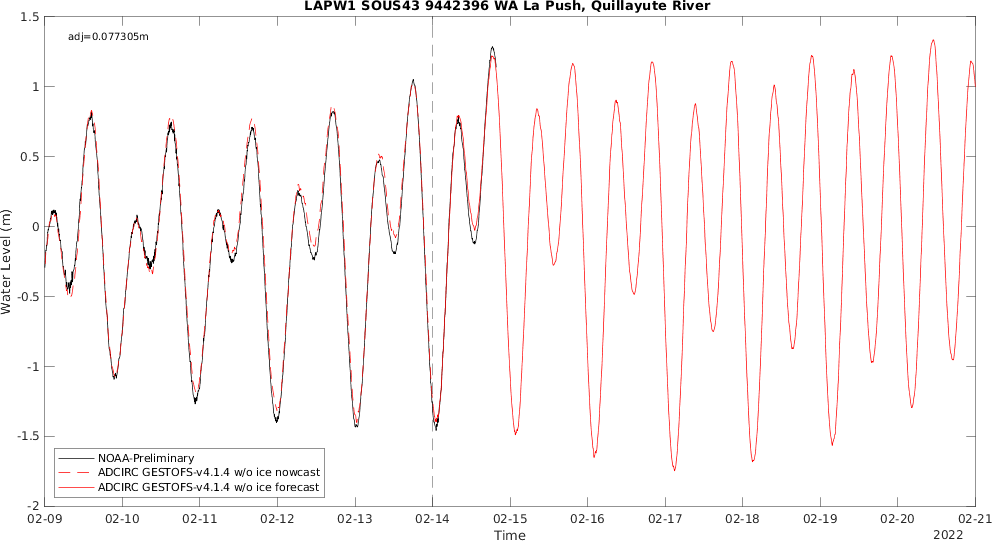 LAPW1 SOUS43 9442396 WA La Push, Quillayute River
adj=0.077305m
Water Level (m)
1.5
1
0.5
0
-0.5
-1
-1.5
-2
NOAA-Preliminary
ADCIRC GESTOFS-v4.1.4 w/o ice nowcast
ADCIRC GESTOFS-v4.1.4 w/o ice forecast
02-09 02-10 02-11 02-12 02-13 02-14 02-15 02-16 02-17 02-18 02-19 02-20 02-21
Time
2022